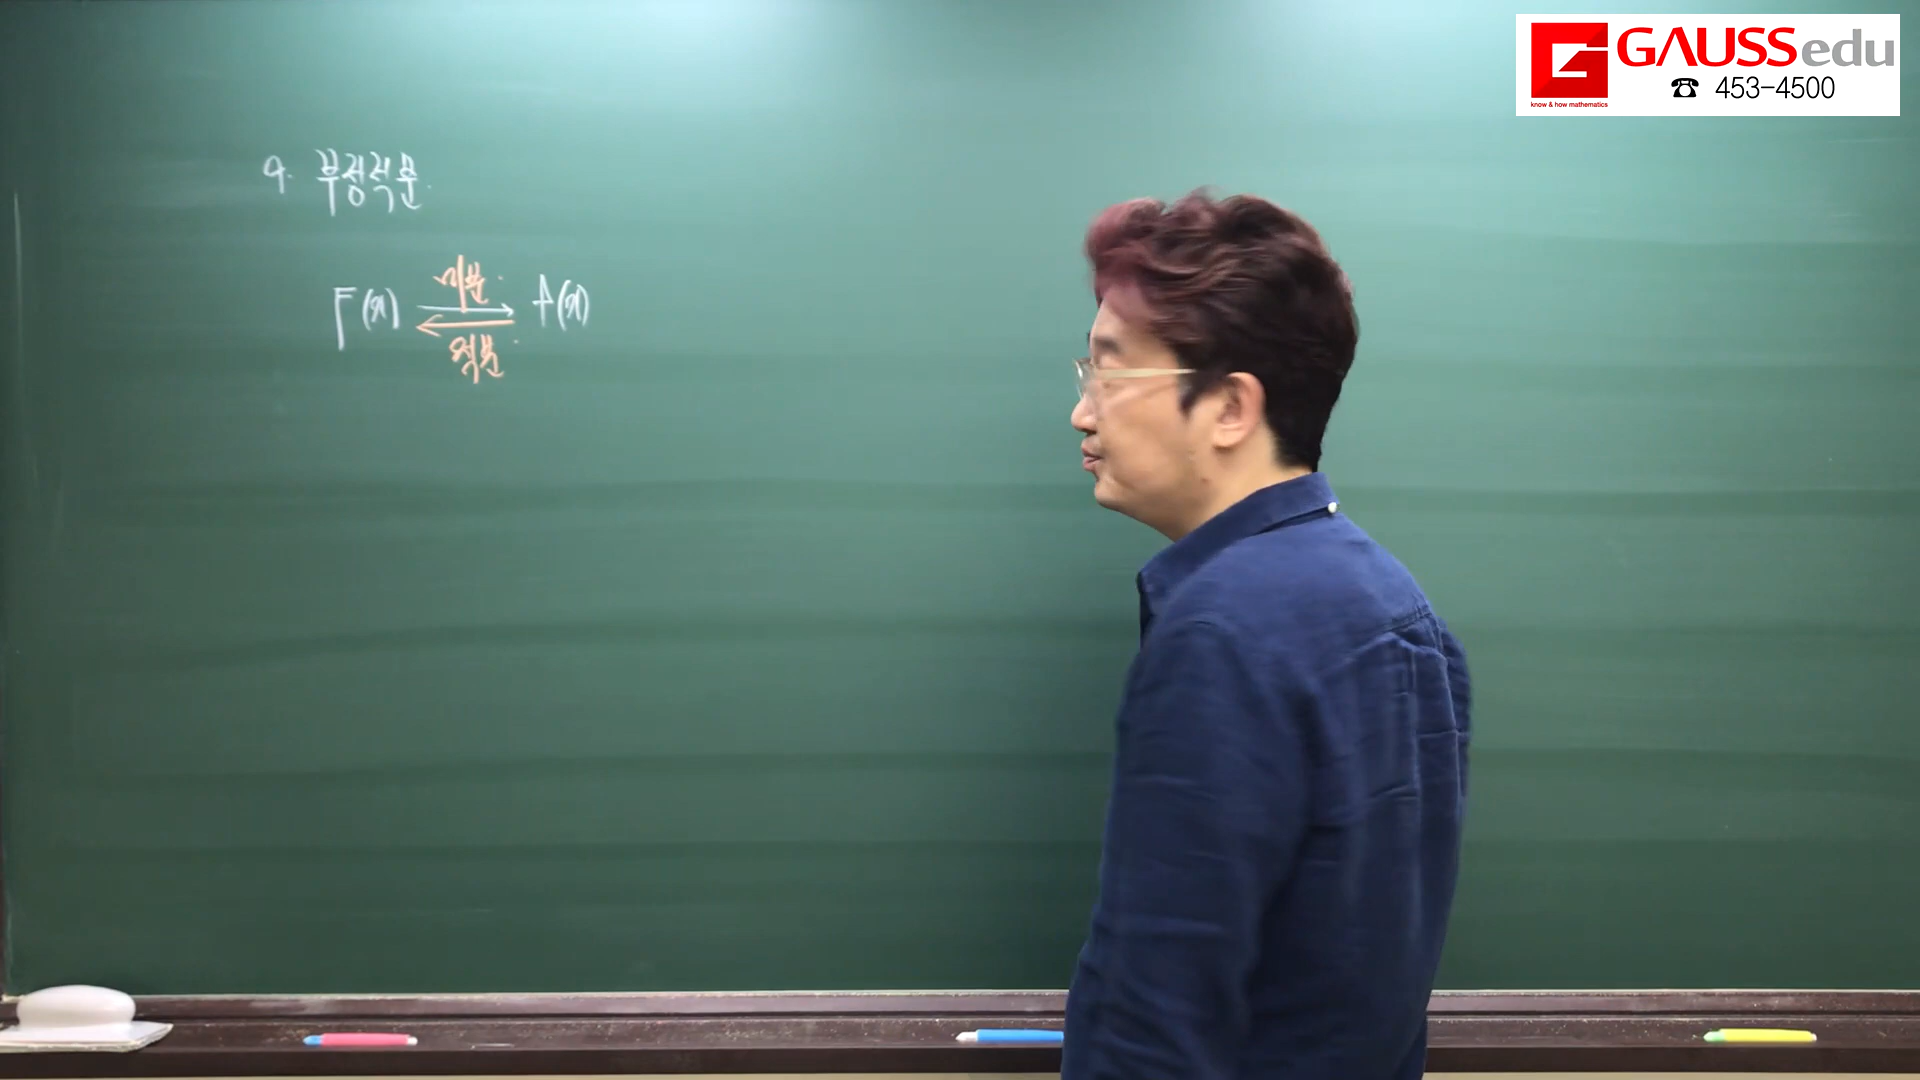 GAUSSedu
know & how mathematics
☎ 453-4500
9. 부정적분.
미분.
F(x) f(x)
적분.